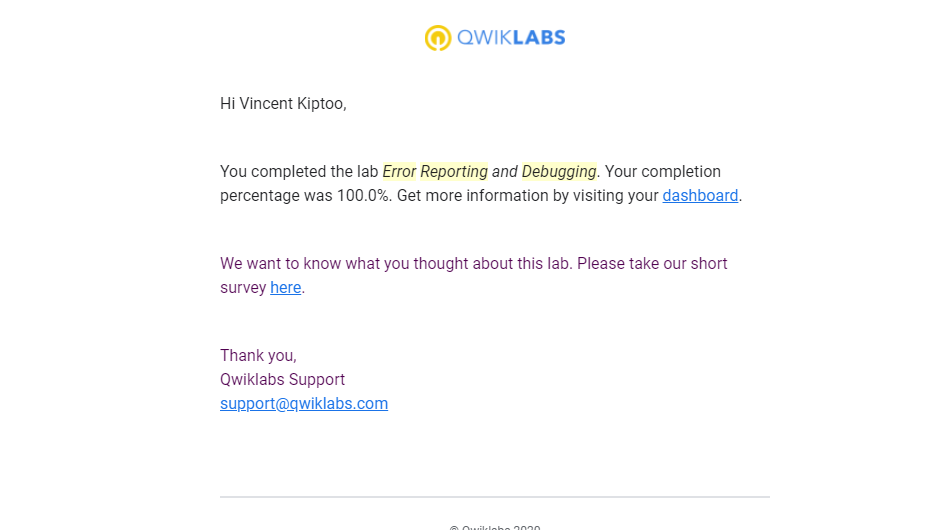 QWIKLABS
Hi Vincent Kiptoo,
You completed the lab Error Reporting and Debugging. Your completion
percentage was 100.0%. Get more information by visiting your dashboard.
We want to know what you thought about this lab. Please take our short
survey here.
Thank you,
Qwiklabs Support
support@qwiklabs.com
© Qwiklabs 2020